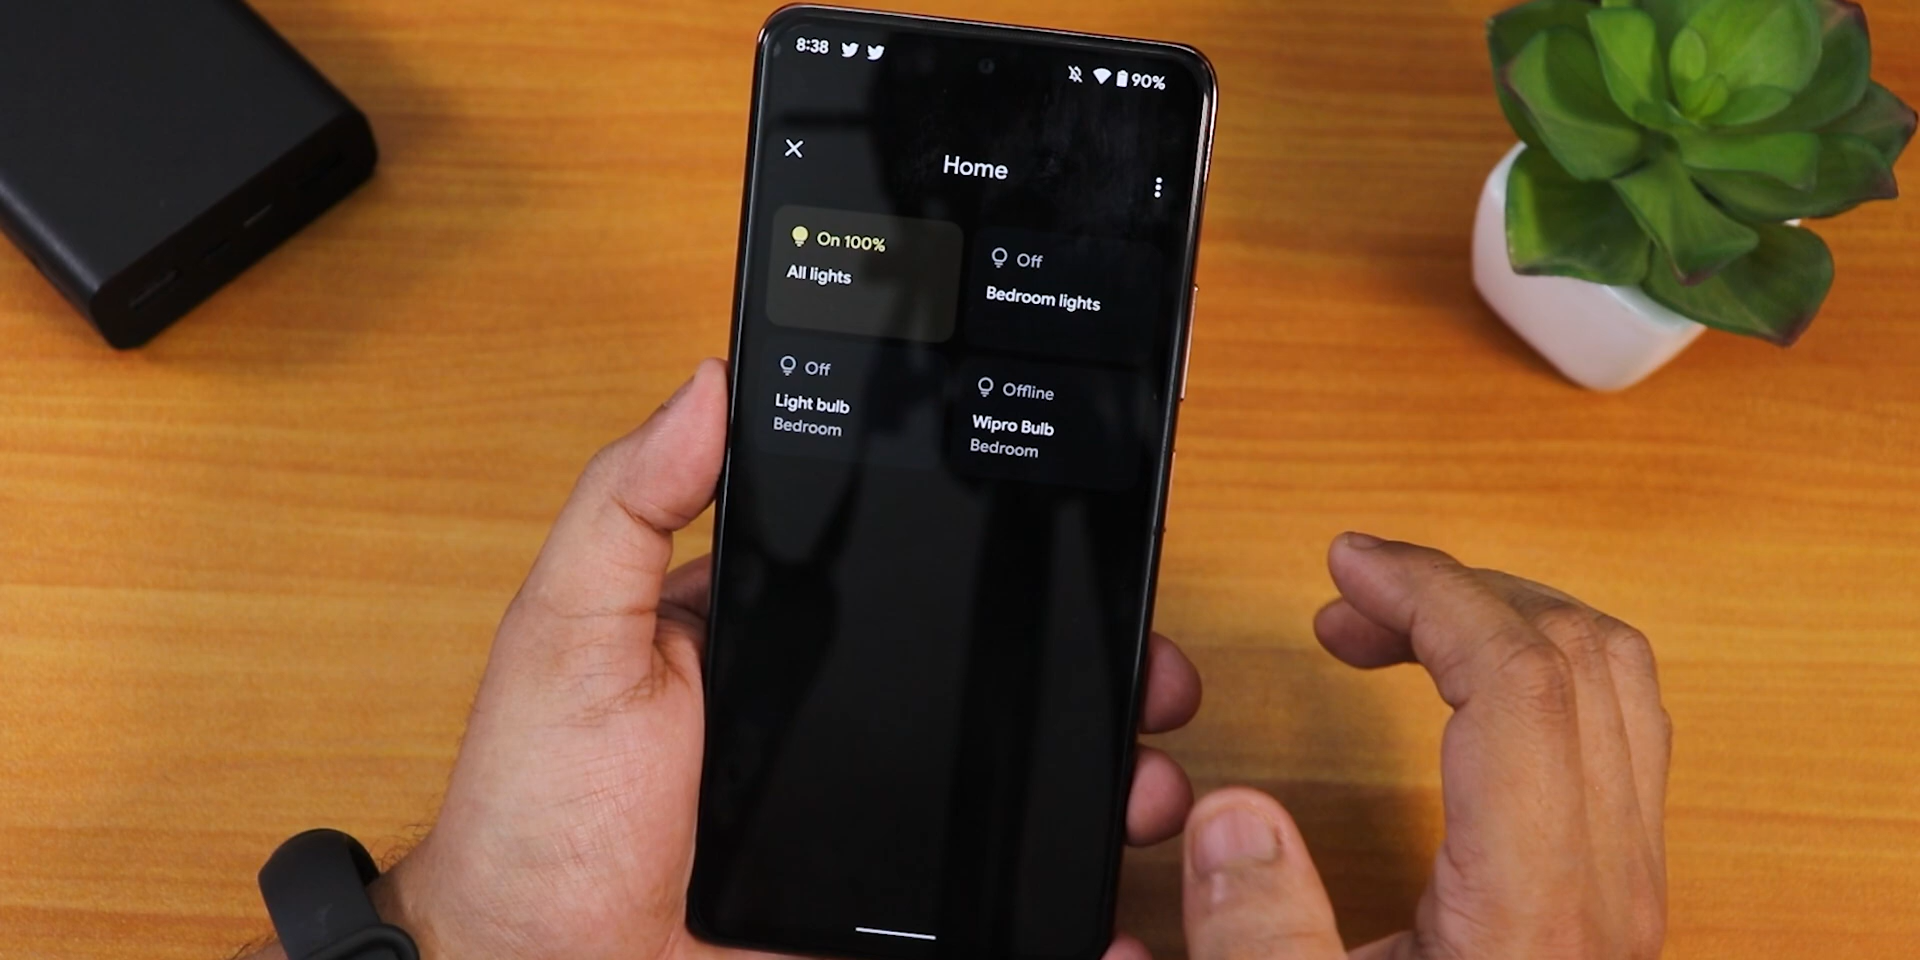 8:38
90%
Home
On 100%
All lights
Off
Bedroom lights
Off
Light bulb
Bedroom
Offline
Wipro Bulb
Bedroom